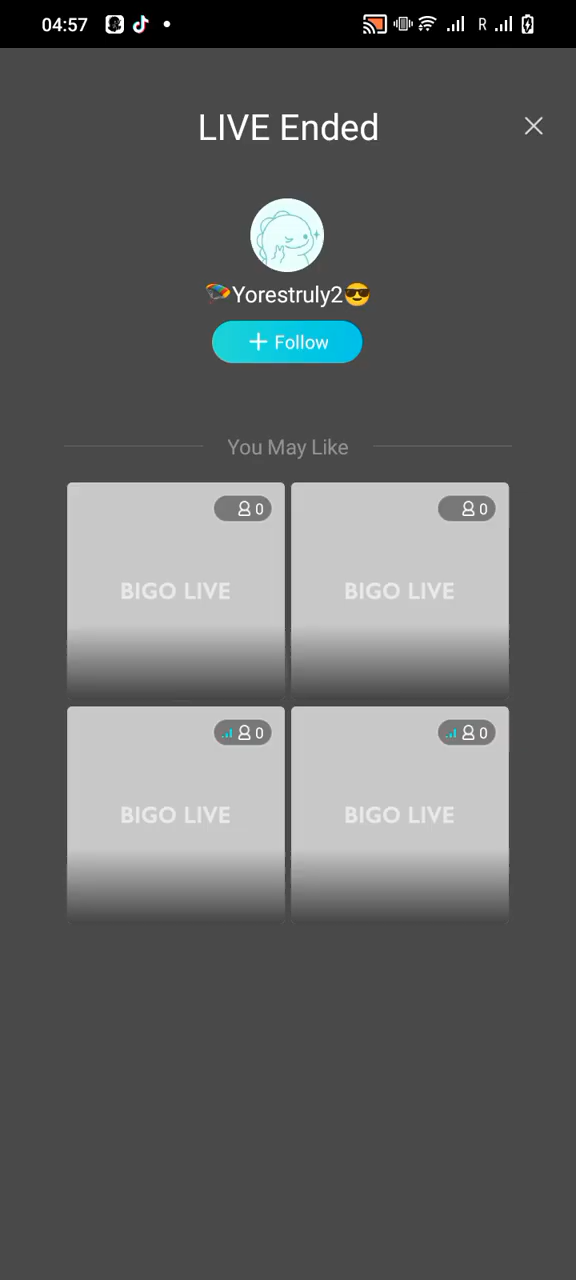 04:57
R
LIVE Ended
🪂Yorestruly2😎
+ Follow
You May Like
0
0
BIGO LIVE
BIGO LIVE
0
0
BIGO LIVE
BIGO LIVE